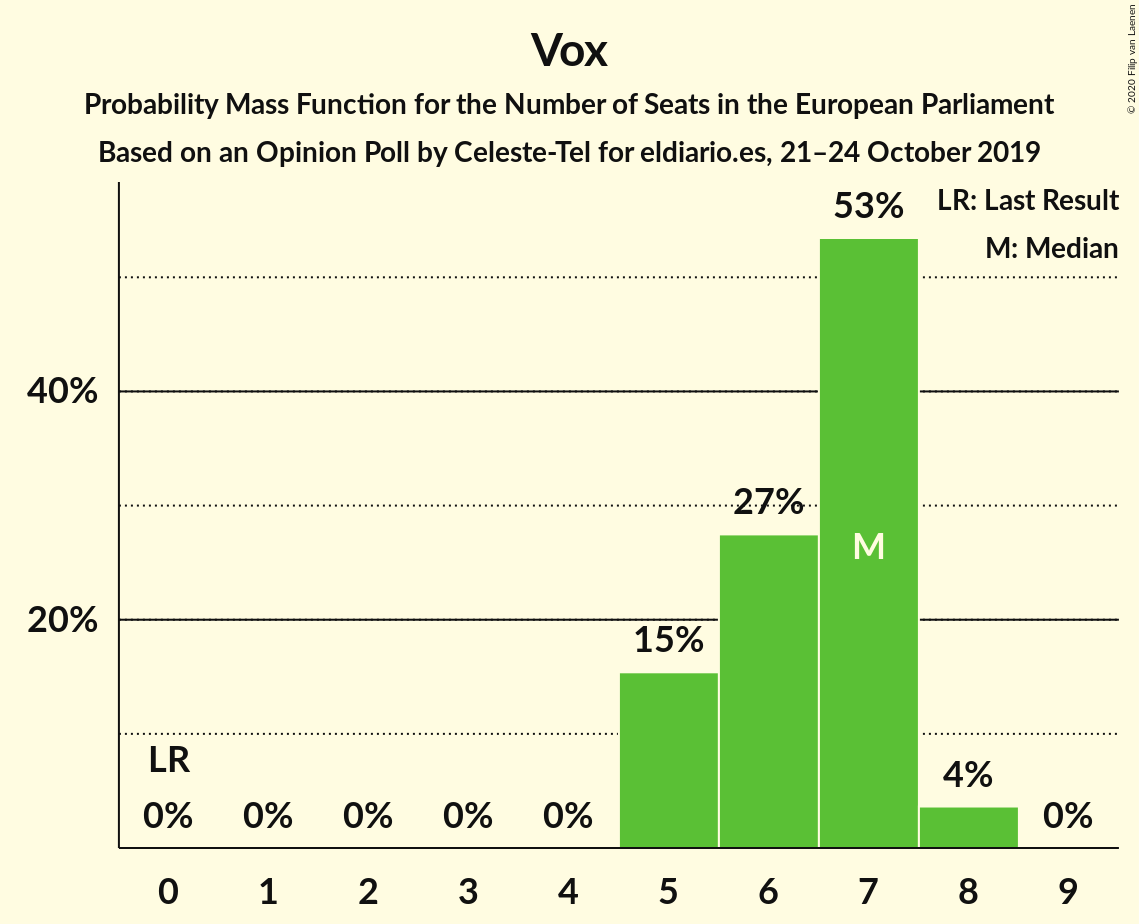 Vox
Probability Mass Function for the Number of Seats in the European Parliament
Based on an Opinion Poll by Celeste-Tel for eldiario.es, 21–24 October 2019
© 2020 Filip van Laenen
LR: Last Result
M: Median
53%
40%
27%
M
20%
15%
LR
4%
0% 0% 0% 0% 0% 0%
0 1 2 3 4 5 6 7 8 9